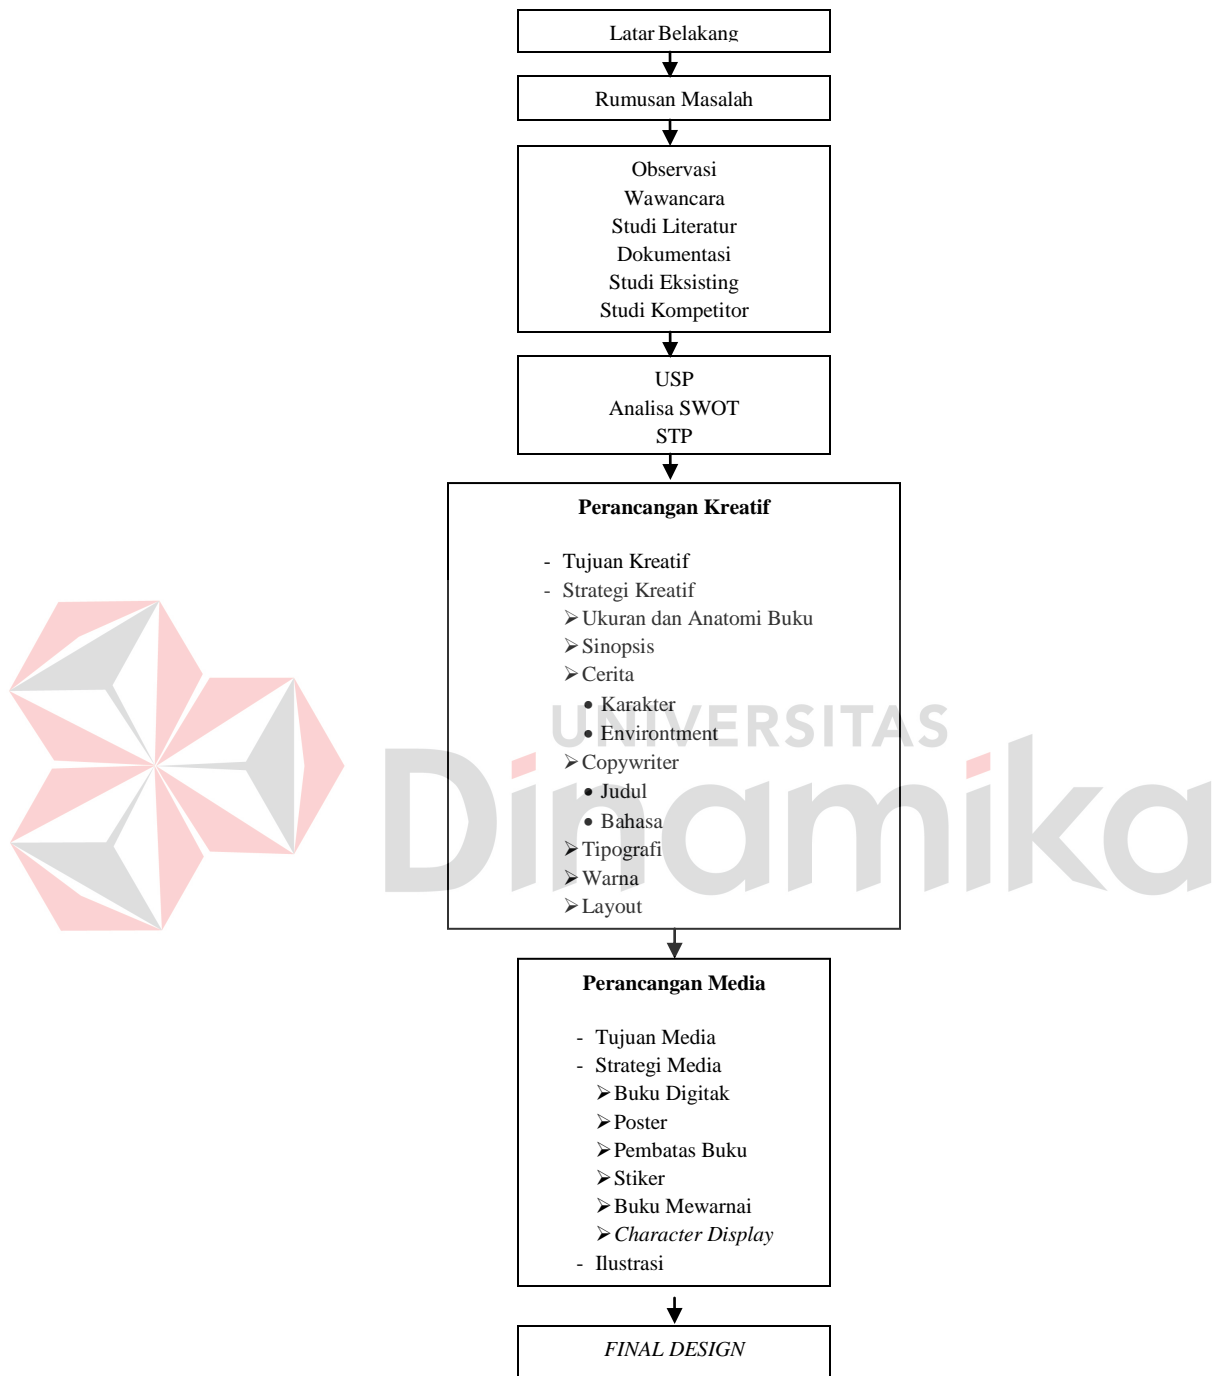 Latar Belakang
Rumusan Masalah
Observasi
Wawancara
Studi Literatur
Dokumentasi
Studi Eksisting
Studi Kompetitor
USP
Analisa SWOT
STP
Perancangan Kreatif
- Tujuan Kreatif
- Strategi Kreatif
➢ Ukuran dan Anatomi Buku
➢ Sinopsis
➢ Cerita
• Karakter
• Environtment
➢ Copywriter
• Judul
• Bahasa
➢ Tipografi
➢ Warna
➢ Layout
UNIVERSITAS
Dinamika
Perancangan Media
- Tujuan Media
- Strategi Media
➢ Buku Digitak
➢ Poster
➢ Pembatas Buku
➢ Stiker
➢ Buku Mewarnai
➢ Character Display
- Ilustrasi
FINAL DESIGN